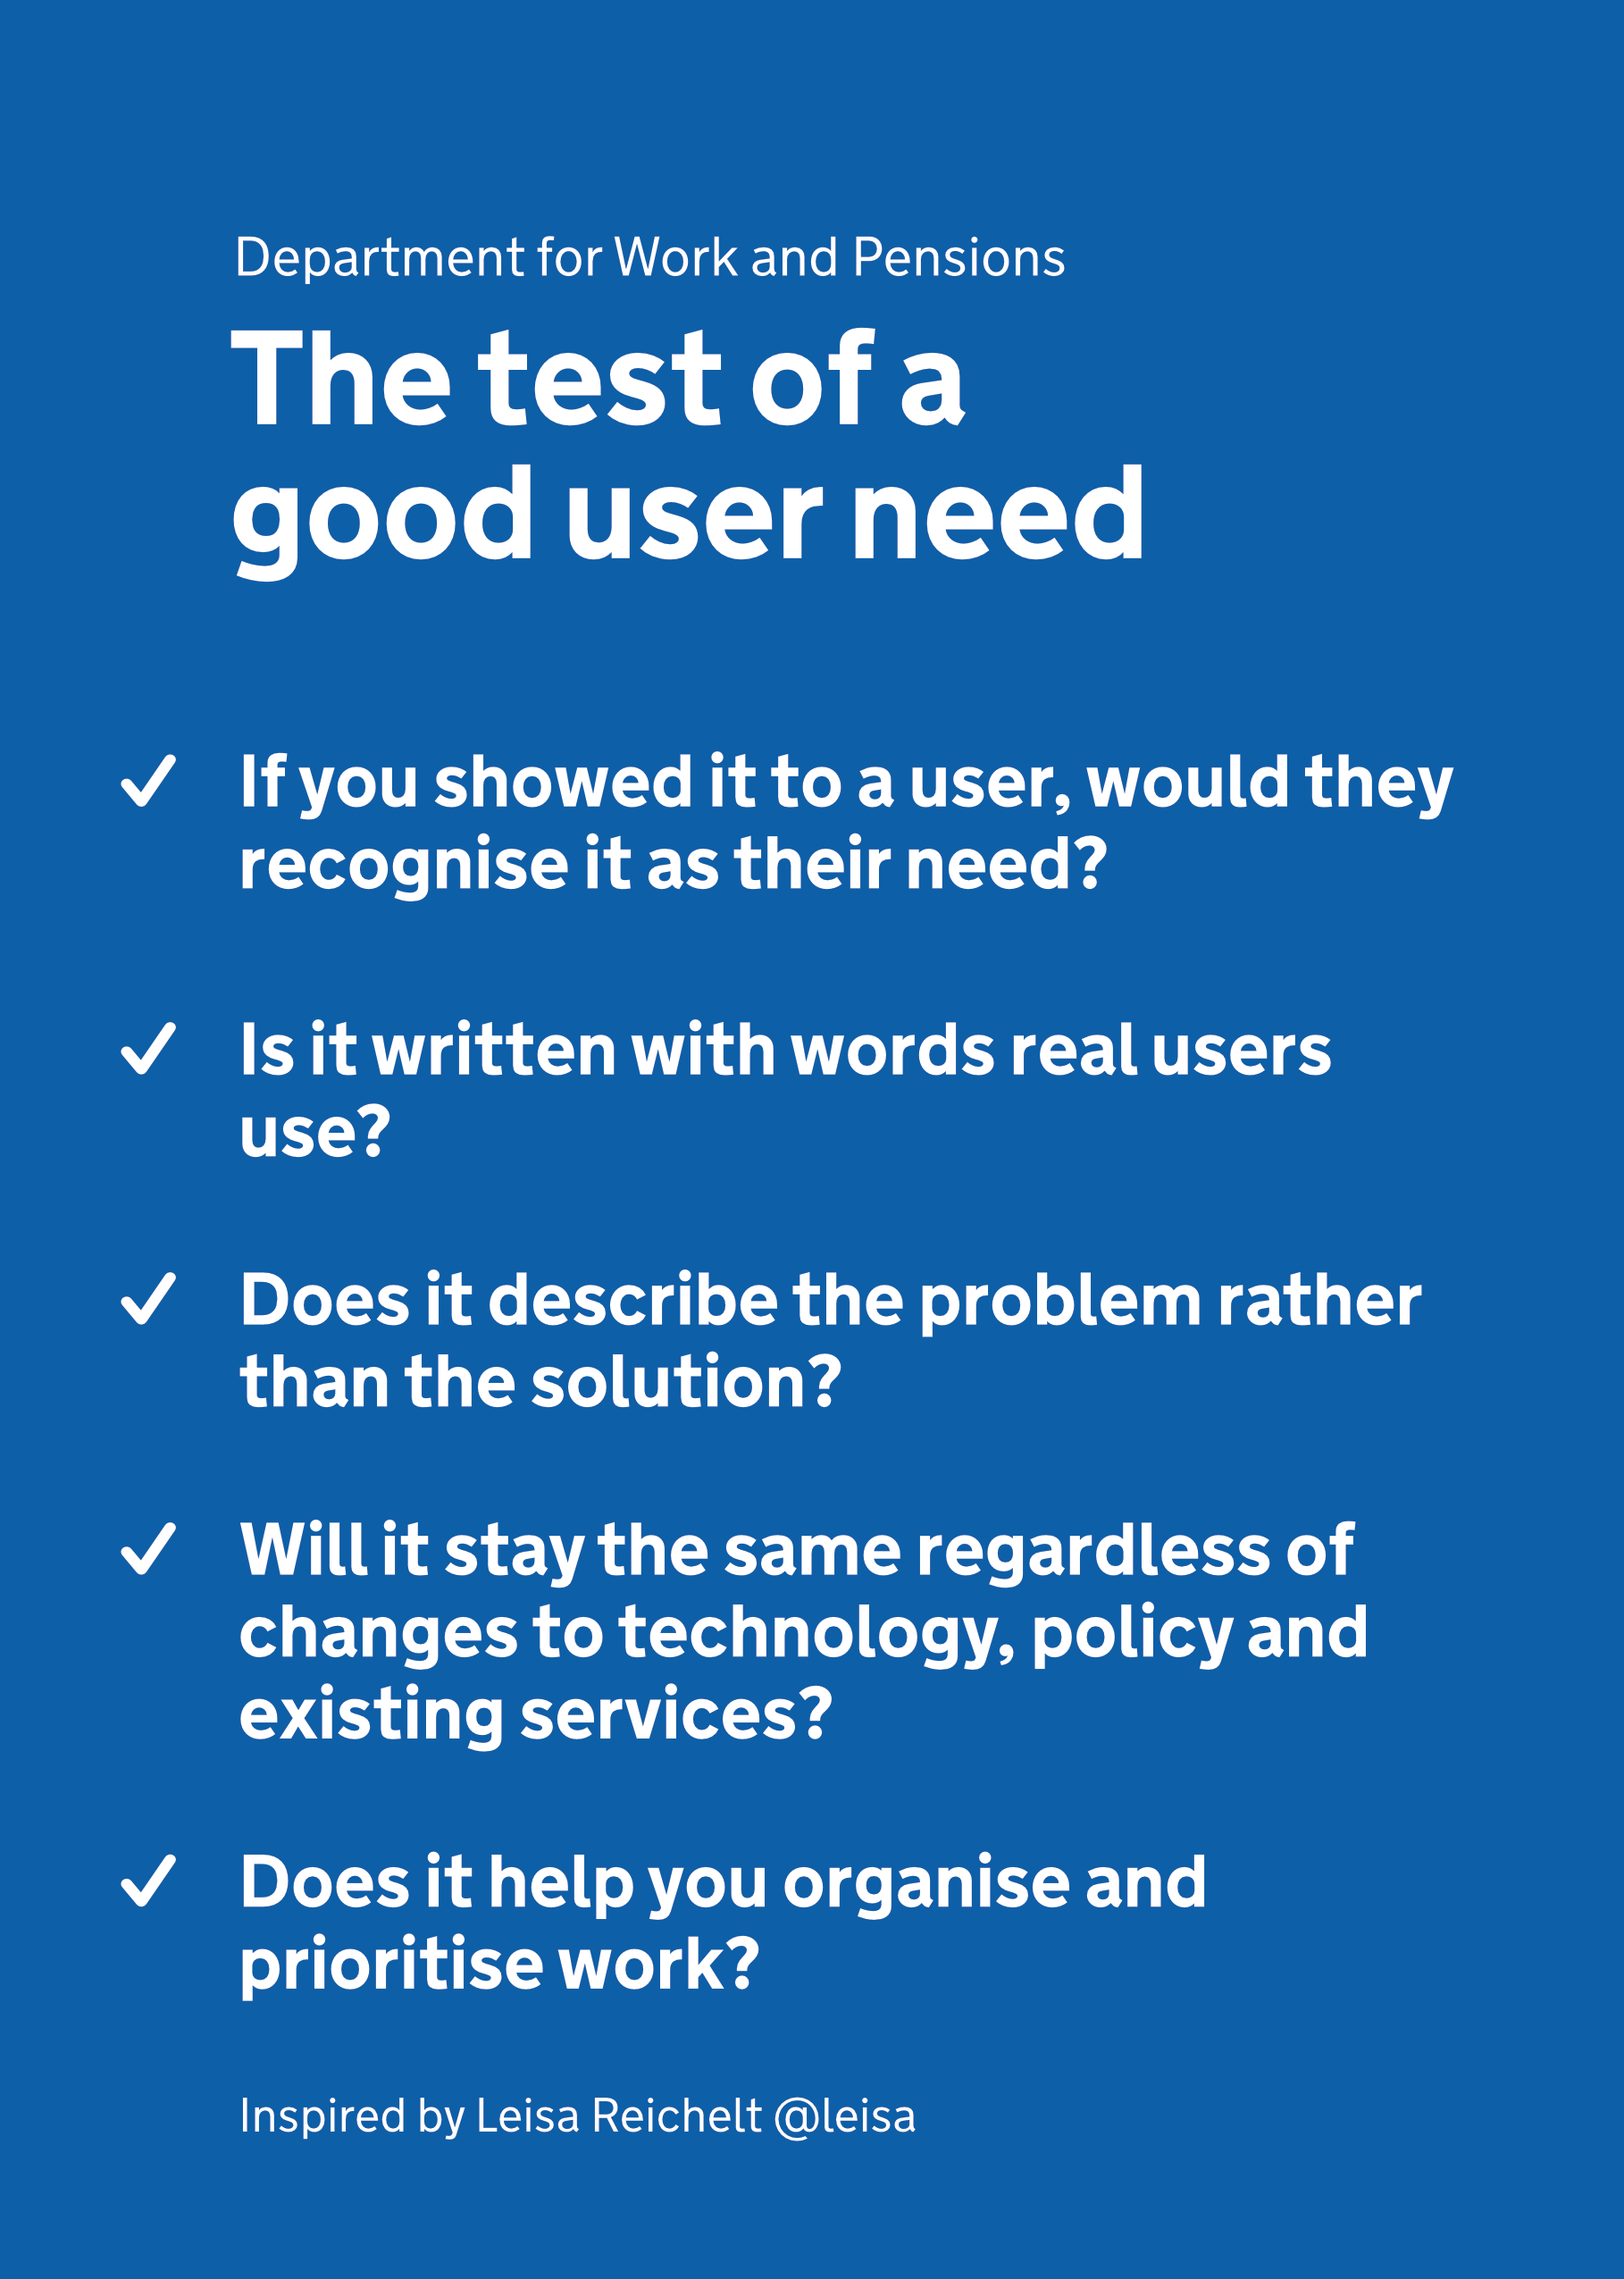 Department for Work and Pensions
The test of a
good user need
If you showed it to a user, would they
recognise it as their need?
Is it written with words real users
use?
Does it describe the problem rather
than the solution?
Will it stay the same regardless of
changes to technology, policy and
existing services?
Does it help you organise and
prioritise work?
Inspired by Leisa Reichelt @leisa